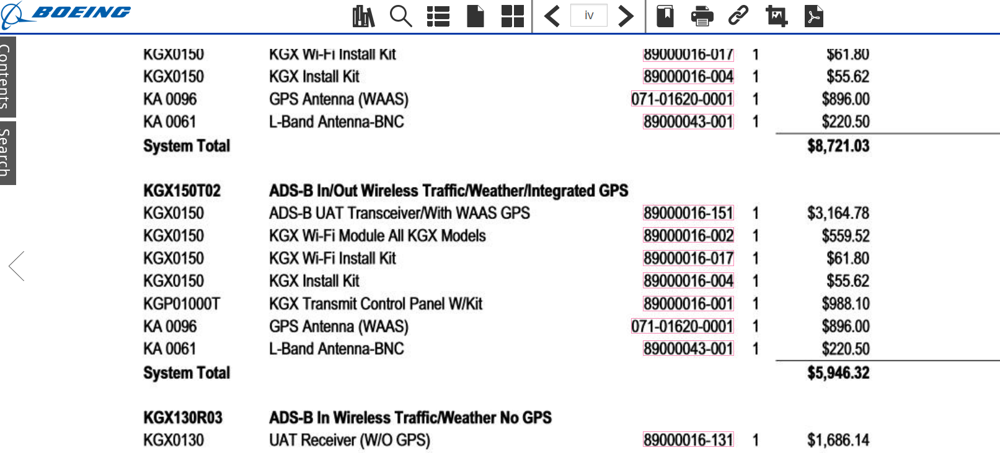 BOEING
iv
Contents
Search
KGX0150 KGX Wi-Fi Install Kit 89000016-017 1 $61.80
KGX0150 KGX Install Kit 89000016-004 1 $55.62
KA 0096 GPS Antenna (WAAS) 071-01620-0001 1 $896.00
KA 0061 L-Band Antenna-BNC 89000043-001 1 $220.50
System Total $8,721.03
KGX150T02 ADS-B In/Out Wireless Traffic/Weather/Integrated GPS
KGX0150 ADS-B UAT Transceiver/With WAAS GPS 89000016-151 1 $3,164.78
KGX0150 KGX Wi-Fi Module All KGX Models 89000016-002 1 $559.52
KGX0150 KGX Wi-Fi Install Kit 89000016-017 1 $61.80
KGX0150 KGX Install Kit 89000016-004 1 $55.62
KGP01000T KGX Transmit Control Panel W/Kit 89000016-001 1 $988.10
KA 0096 GPS Antenna (WAAS) 071-01620-0001 1 $896.00
KA 0061 L-Band Antenna-BNC 89000043-001 1 $220.50
System Total $5,946.32
KGX130R03 ADS-B In Wireless Traffic/Weather No GPS
KGX0130 UAT Receiver (W/O GPS) 89000016-131 1 $1,686.14